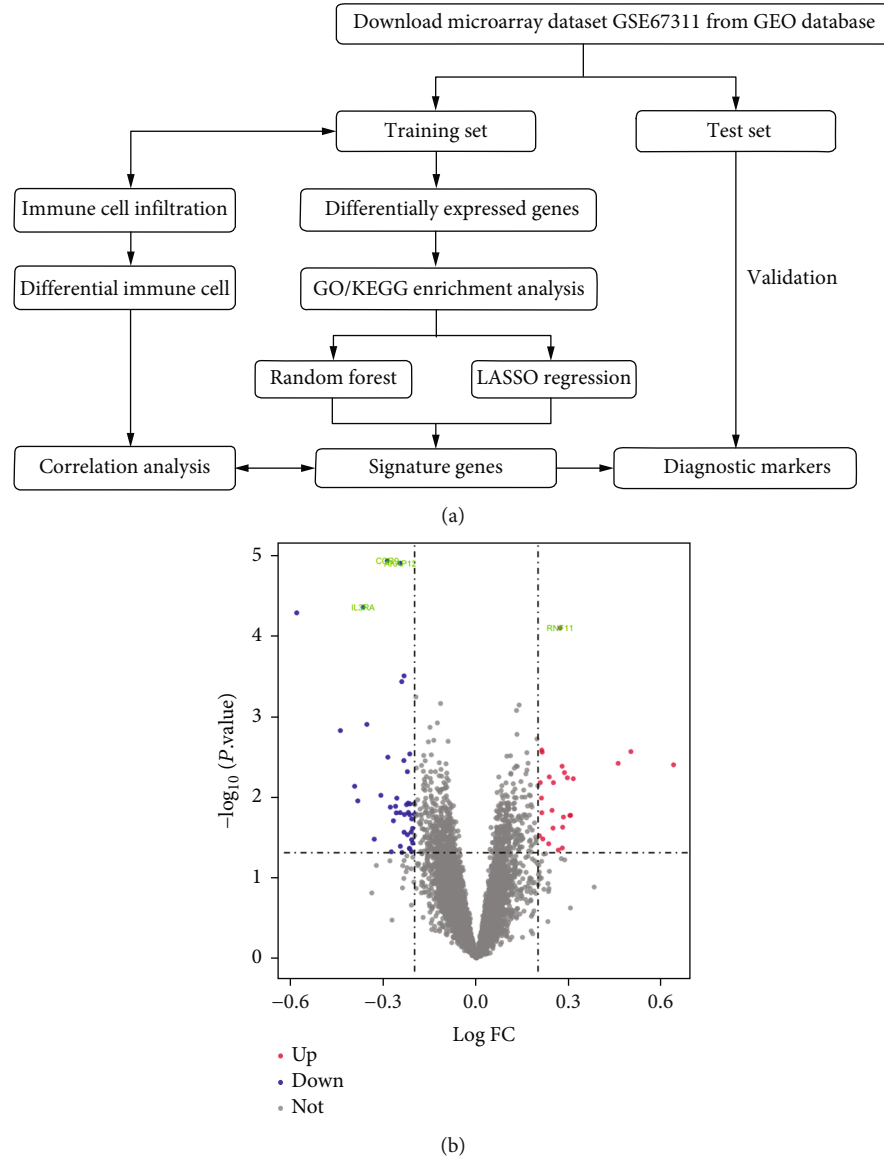 Download microarray dataset GSE67311 from GEO database
Training set
Test set
Immune cell infiltration
Differentially expressed genes
Differential immune cell
GO/KEGG enrichment analysis
Validation
Random forest
LASSO regression
Correlation analysis
Signature genes
Diagnostic markers
(a)
5
4
3
2
1
0
−log10 (P.value)
IL3RA
RNF11
−0.6
−0.3
0.0
0.3
0.6
Log FC
Up
Down
Not
(b)